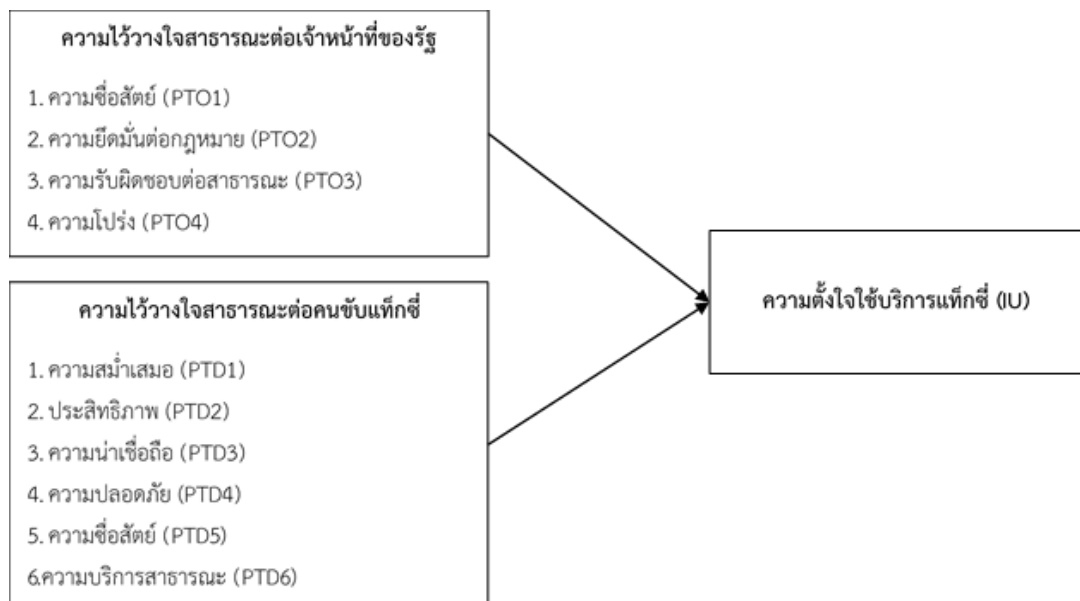 ความไว้วางใจสาธารณะต่อเจ้าหน้าที่ของรัฐ
1. ความซื่อสัตย์ (PTO1)
2. ความยึดมั่นต่อกฎหมาย (PTO2)
3. ความรับผิดชอบต่อสาธารณะ (PTO3)
4. ความโปร่ง (PTO4)
ความไว้วางใจสาธารณะต่อคนขับแท็กซี่
1. ความสม่ำเสมอ (PTD1)
2. ประสิทธิภาพ (PTD2)
3. ความน่าเชื่อถือ (PTD3)
4. ความปลอดภัย (PTD4)
5. ความซื่อสัตย์ (PTD5)
6.ความบริการสาธารณะ (PTD6)
ความตั้งใจใช้บริการแท็กซี่ (IU)